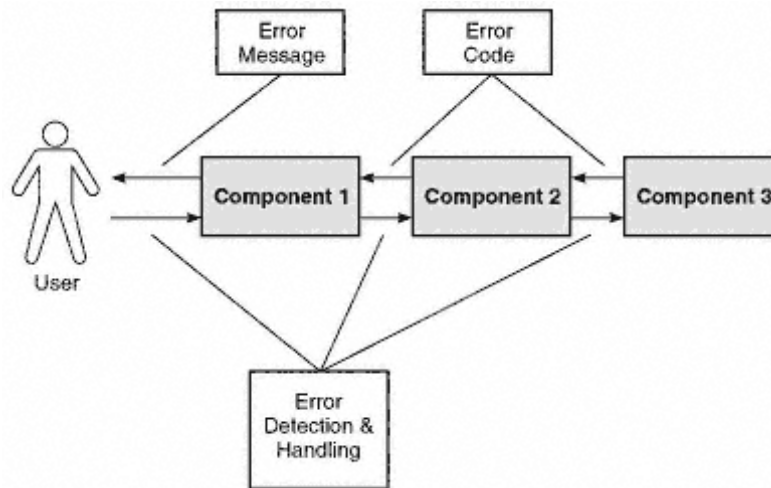 Error
Message
Error
Code
Component 1
Component 2
Component 3
User
Error
Detection &
Handling